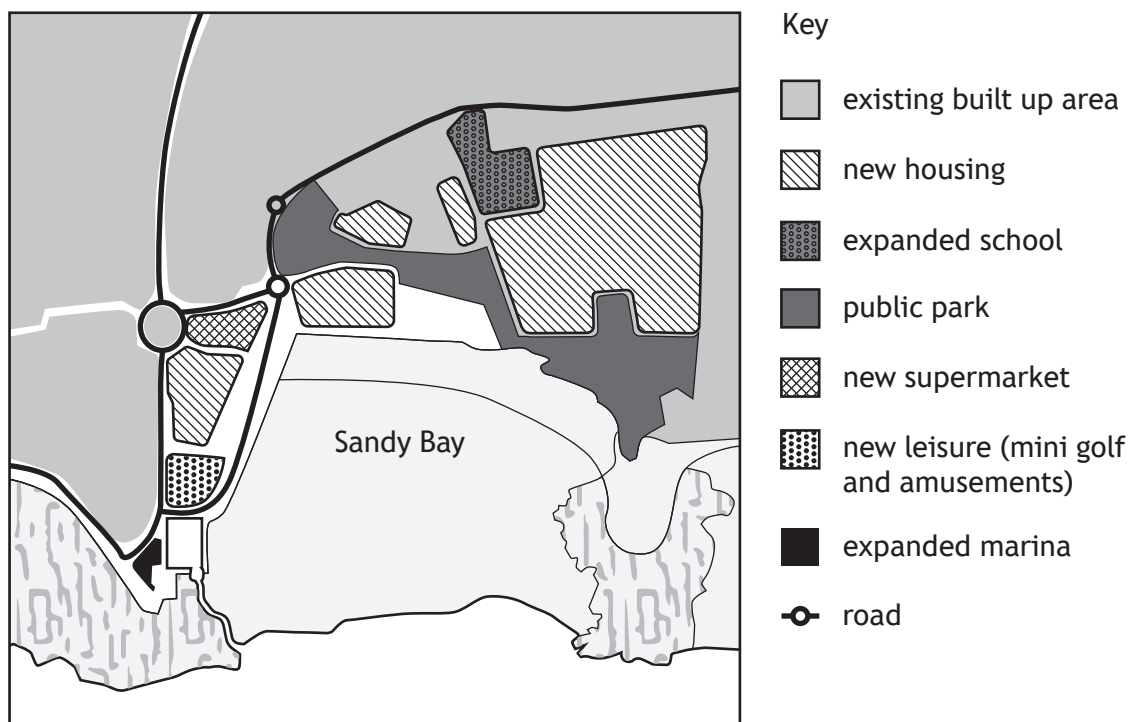 Key
existing built up area
new housing
expanded school
public park
new supermarket
new leisure (mini golf
and amusements)
expanded marina
road
Sandy Bay